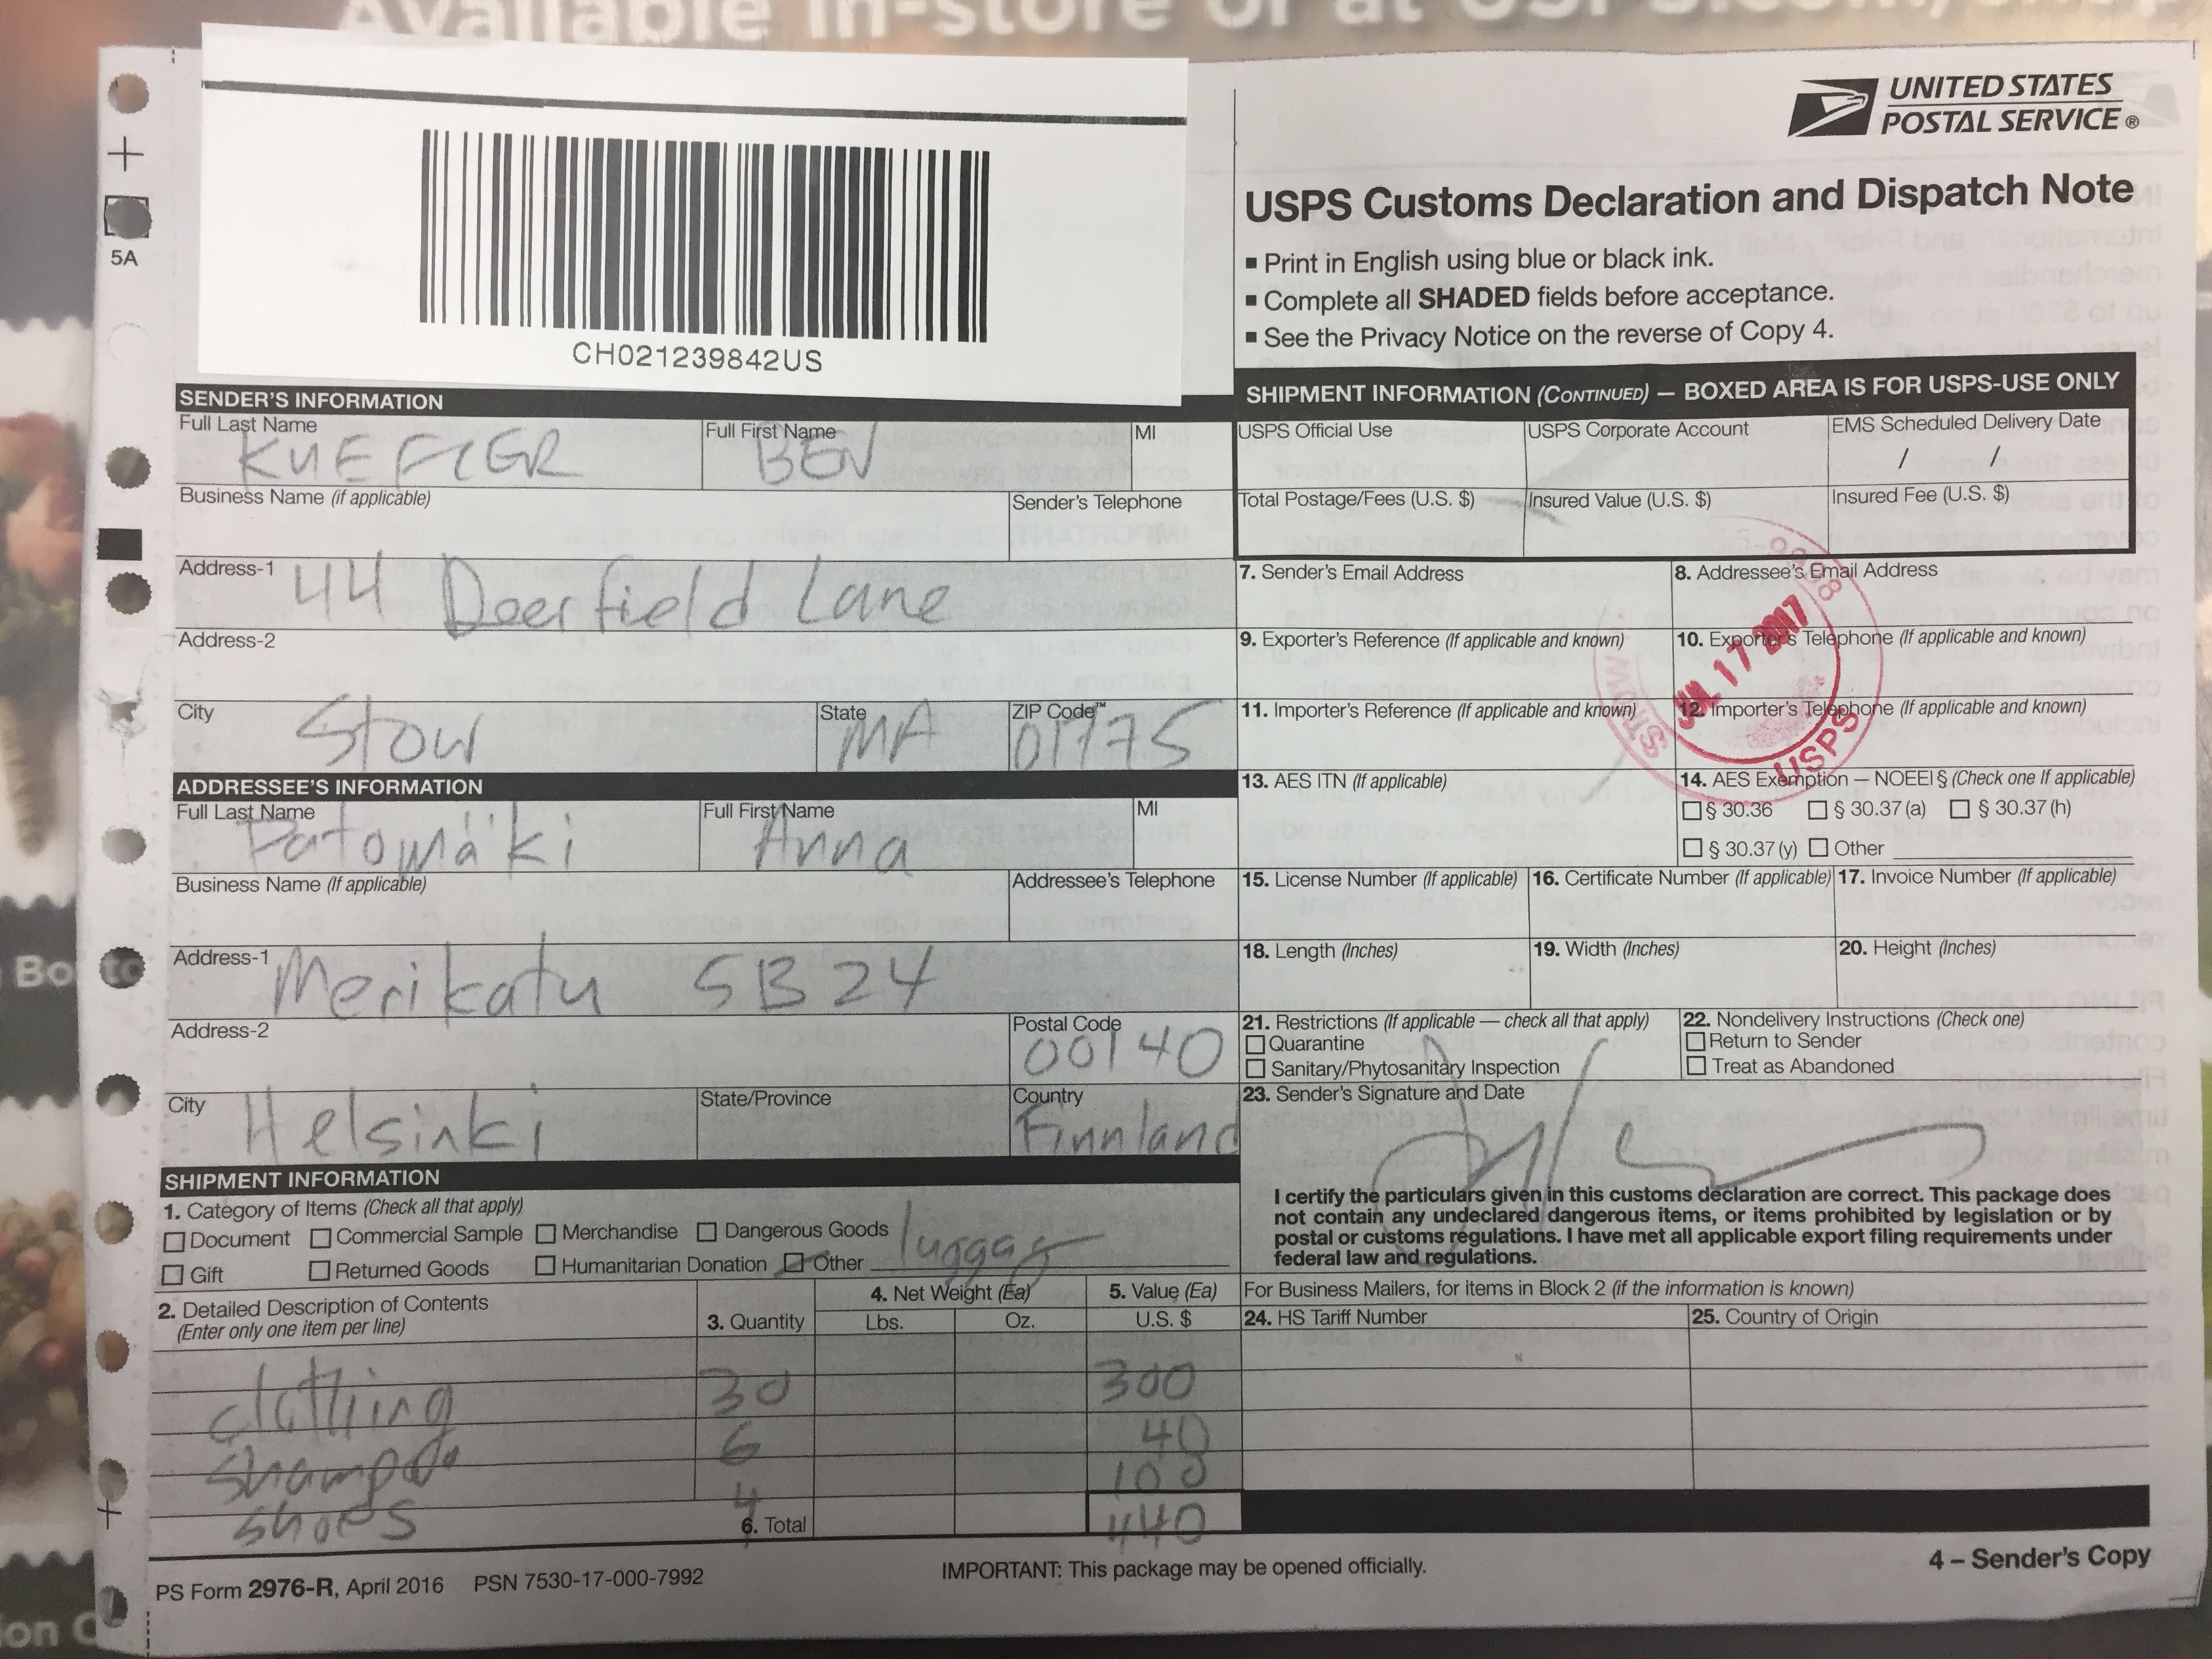 Available in-store or at USPS.com/shop
UNITED STATES
POSTAL SERVICE®
5A
CH021239842US
USPS Customs Declaration and Dispatch Note
▪ Print in English using blue or black ink.
▪ Complete all SHADED fields before acceptance.
▪ See the Privacy Notice on the reverse of Copy 4.
SENDER'S INFORMATION
Full Last Name KUEFLER Full First Name BEN MI
Business Name (if applicable) Sender's Telephone
Address-1 44 Deerfield Lane
Address-2
City Stow State MA ZIP Code™ 01775
ADDRESSEE'S INFORMATION
Full Last Name Patomäki Full First Name Anna MI
Business Name (If applicable) Addressee's Telephone
Address-1 Merikatu 5B24
Address-2 Postal Code 00140
City Helsinki State/Province Country Finnland
SHIPMENT INFORMATION
1. Category of Items (Check all that apply)
Document Commercial Sample Merchandise Dangerous Goods
Gift Returned Goods Humanitarian Donation Other luggag
2. Detailed Description of Contents
(Enter only one item per line)
3. Quantity 4. Net Weight (Ea) 5. Value (Ea)
Lbs. Oz. U.S. $
clothing 30 300
shampoo 6 40
shoes 4 100
6. Total 440
SHIPMENT INFORMATION (CONTINUED) — BOXED AREA IS FOR USPS-USE ONLY
USPS Official Use USPS Corporate Account EMS Scheduled Delivery Date
/ /
Total Postage/Fees (U.S. $) Insured Value (U.S. $) Insured Fee (U.S. $)
7. Sender's Email Address 8. Addressee's Email Address
9. Exporter's Reference (If applicable and known) 10. Exporter's Telephone (If applicable and known)
11. Importer's Reference (If applicable and known) 12. Importer's Telephone (If applicable and known)
JUL 17 2017
USPS
13. AES ITN (If applicable) 14. AES Exemption — NOEEI § (Check one If applicable)
§ 30.36 § 30.37 (a) § 30.37 (h)
§ 30.37 (y) Other
15. License Number (If applicable) 16. Certificate Number (If applicable) 17. Invoice Number (If applicable)
18. Length (Inches) 19. Width (Inches) 20. Height (Inches)
21. Restrictions (If applicable — check all that apply) 22. Nondelivery Instructions (Check one)
Quarantine Return to Sender
Sanitary/Phytosanitary Inspection Treat as Abandoned
23. Sender's Signature and Date
I certify the particulars given in this customs declaration are correct. This package does
not contain any undeclared dangerous items, or items prohibited by legislation or by
postal or customs regulations. I have met all applicable export filing requirements under
federal law and regulations.
For Business Mailers, for items in Block 2 (if the information is known)
24. HS Tariff Number 25. Country of Origin
PS Form 2976-R, April 2016 PSN 7530-17-000-7992
IMPORTANT: This package may be opened officially.
4 – Sender's Copy